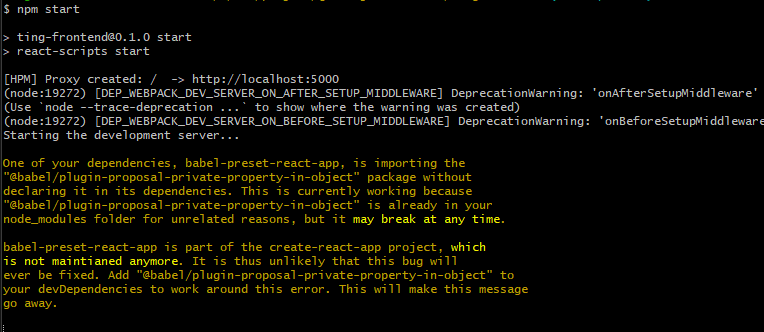 $ npm start
> ting-frontend@0.1.0 start
> react-scripts start
[HPM] Proxy created: /  -> http://localhost:5000
(node:19272) [DEP_WEBPACK_DEV_SERVER_ON_AFTER_SETUP_MIDDLEWARE] DeprecationWarning: 'onAfterSetupMiddleware'
(Use `node --trace-deprecation ...` to show where the warning was created)
(node:19272) [DEP_WEBPACK_DEV_SERVER_ON_BEFORE_SETUP_MIDDLEWARE] DeprecationWarning: 'onBeforeSetupMiddleware
Starting the development server...
One of your dependencies, babel-preset-react-app, is importing the
"@babel/plugin-proposal-private-property-in-object" package without
declaring it in its dependencies. This is currently working because
"@babel/plugin-proposal-private-property-in-object" is already in your
node_modules folder for unrelated reasons, but it may break at any time.
babel-preset-react-app is part of the create-react-app project, which
is not maintianed anymore. It is thus unlikely that this bug will
ever be fixed. Add "@babel/plugin-proposal-private-property-in-object" to
your devDependencies to work around this error. This will make this message
go away.